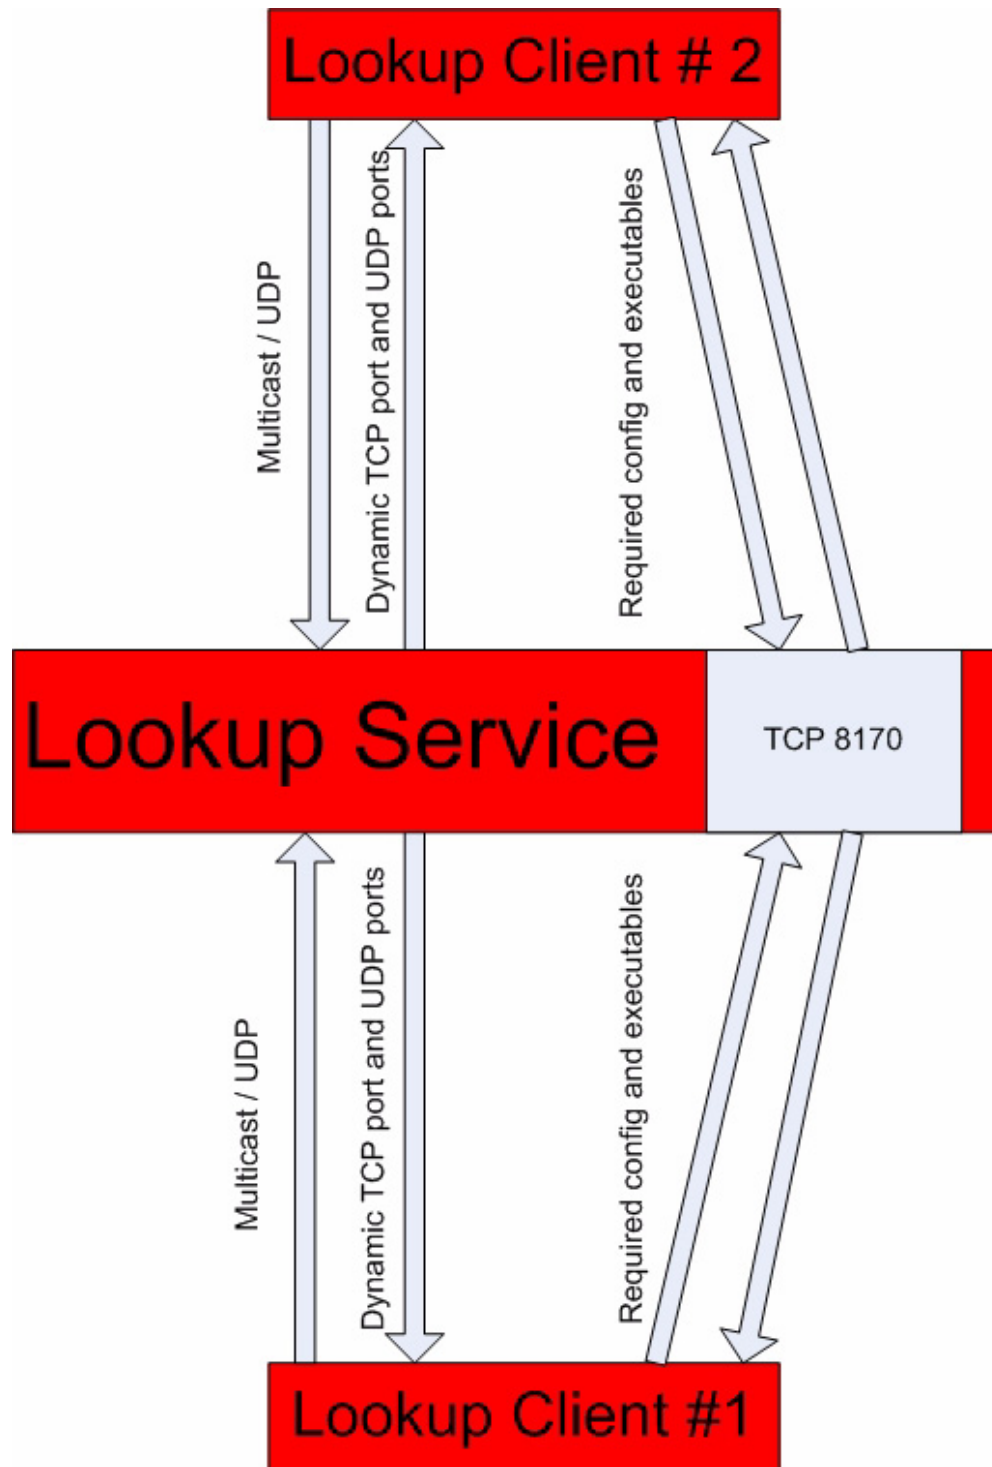 Lookup Client # 2
Multicast / UDP
Dynamic TCP port and UDP ports
Required config and executables
Lookup Service
TCP 8170
Multicast / UDP
Dynamic TCP port and UDP ports
Required config and executables
Lookup Client #1